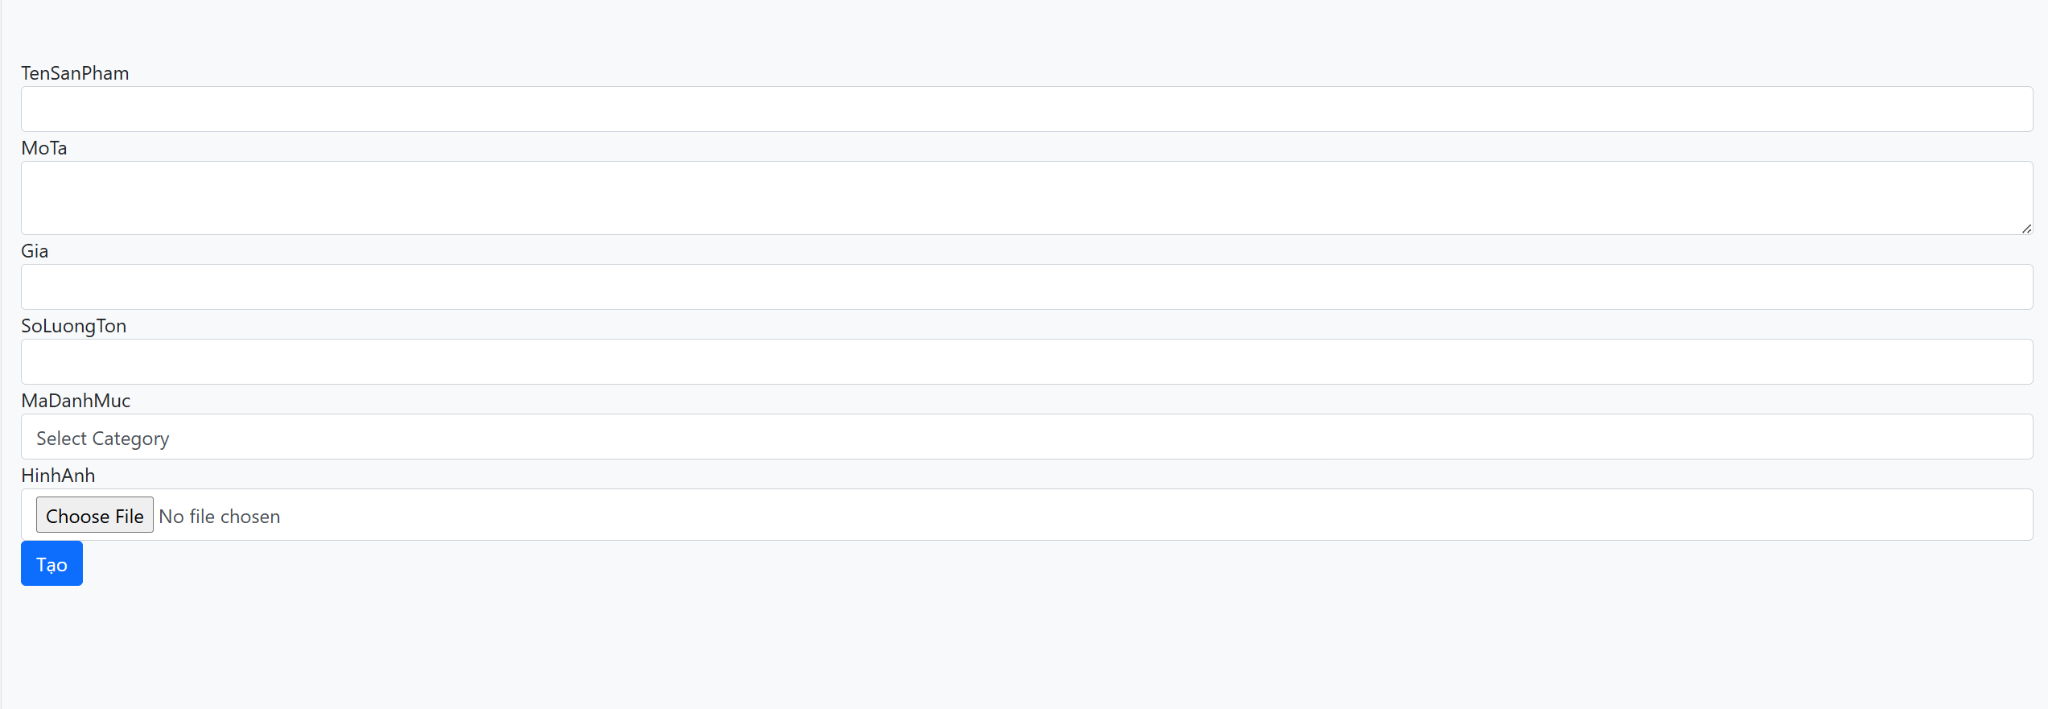 TenSanPham
MoTa
Gia
SoLuongTon
MaDanhMuc
Select Category
HinhAnh
Choose File No file chosen
Tạo